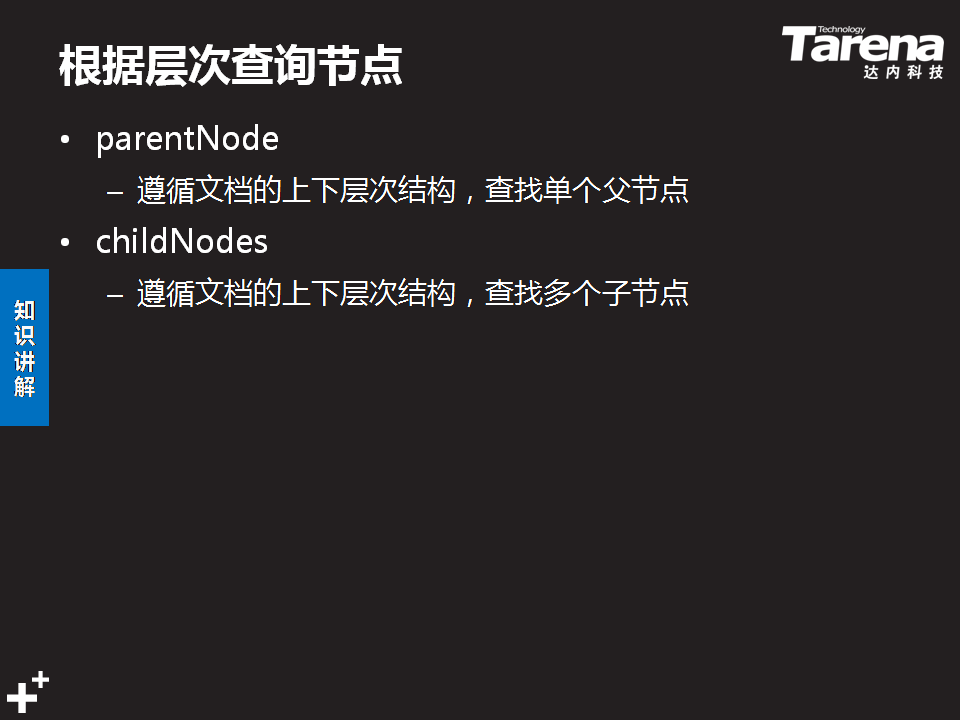 根据层次查询节点
Technology
Tarena
达内科技
• parentNode
– 遵循文档的上下层次结构，查找单个父节点
• childNodes
– 遵循文档的上下层次结构，查找多个子节点
知识讲解